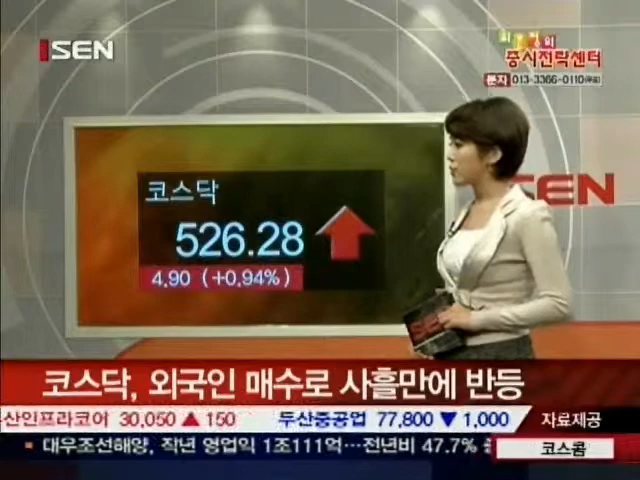 SEN
증시전략센터
문자 013-3366-0110(무료)
코스닥
526.28
4.90 (+0.94%)
SEN
코스닥, 외국인 매수로 사흘만에 반등
산인프라코어 30,050 ▲ 150 두산중공업 77,800 ▼ 1,000 자료제공
대우조선해양, 작년 영업익 1조111억…전년비 47.7% 코스콤